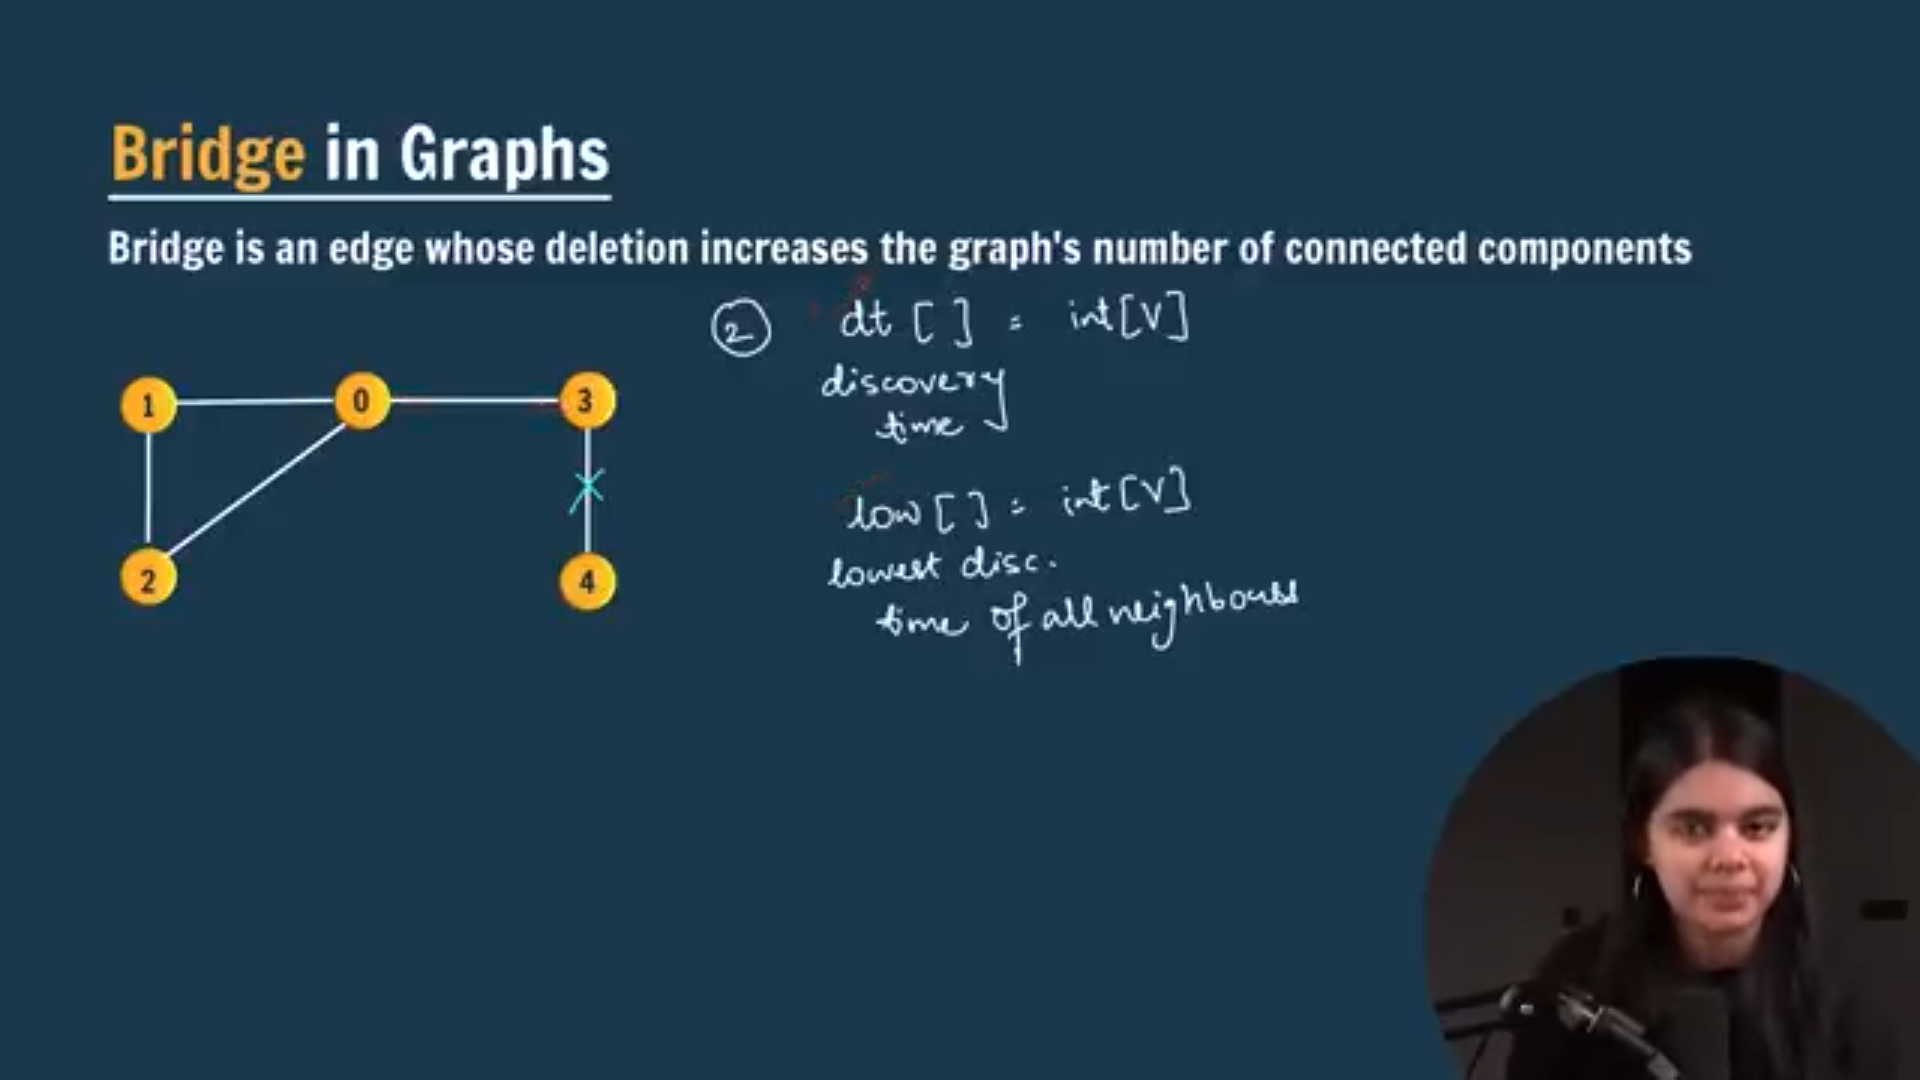 Bridge in Graphs
Bridge is an edge whose deletion increases the graph's number of connected components
2 dt [ ] = int[V]
discovery
time
low [ ] = int[V]
lowest disc.
time of all neighbours
1 0 3
2 4